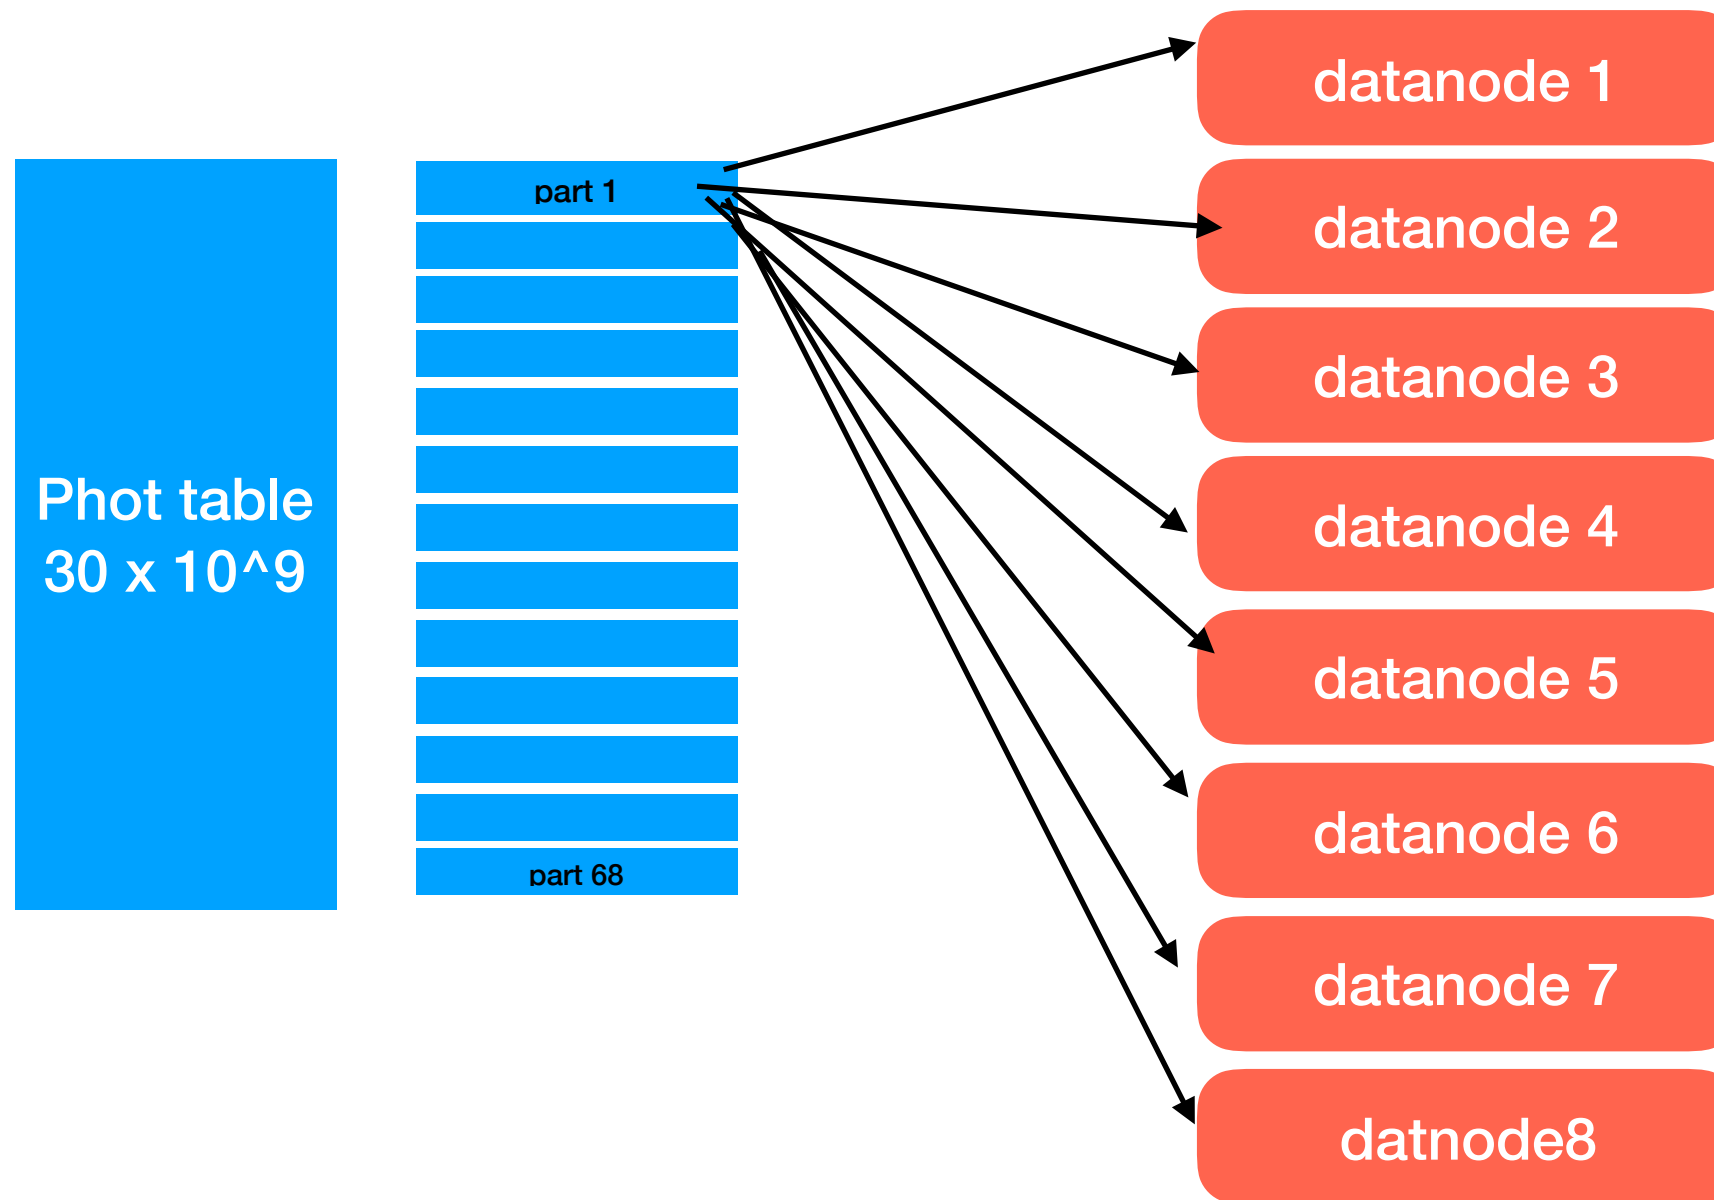 Phot table
30 x 10^9
part 1
part 68
datanode 1
datanode 2
datanode 3
datanode 4
datanode 5
datanode 6
datanode 7
datnode8